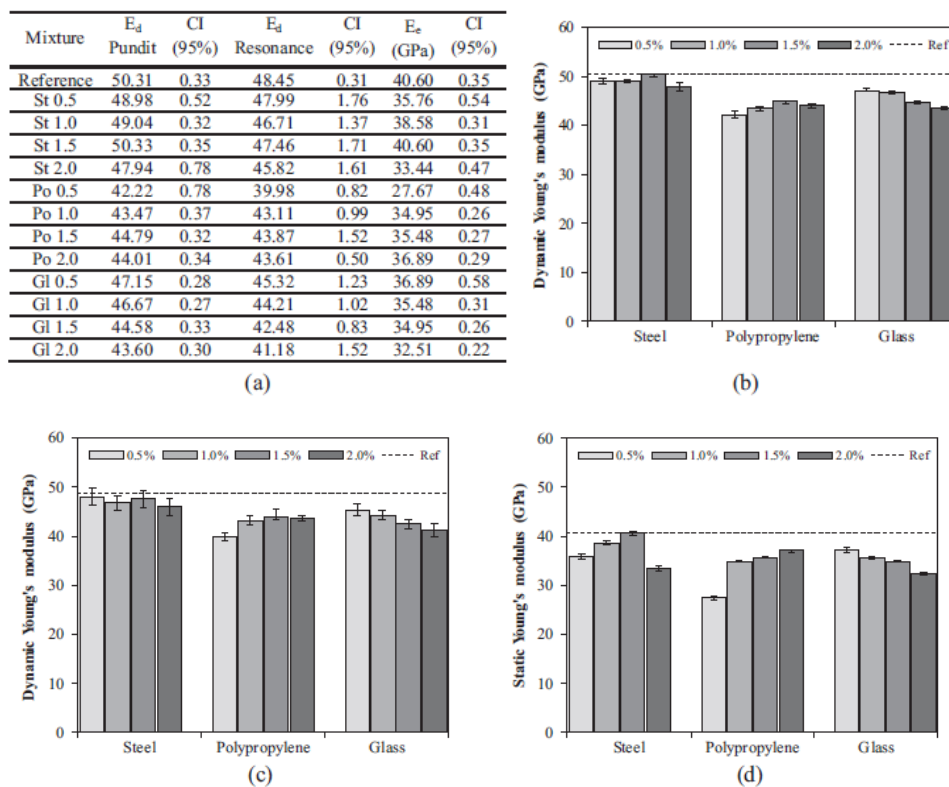 Mixture E_d Pundit CI (95%) E_d Resonance CI (95%) E_e (GPa) CI (95%)
Reference 50.31 0.33 48.45 0.31 40.60 0.35
St 0.5 48.98 0.52 47.99 1.76 35.76 0.54
St 1.0 49.04 0.32 46.71 1.37 38.58 0.31
St 1.5 50.33 0.35 47.46 1.71 40.60 0.35
St 2.0 47.94 0.78 45.82 1.61 33.44 0.47
Po 0.5 42.22 0.78 39.98 0.82 27.67 0.48
Po 1.0 43.47 0.37 43.11 0.99 34.95 0.26
Po 1.5 44.79 0.32 43.87 1.52 35.48 0.27
Po 2.0 44.01 0.34 43.61 0.50 36.89 0.29
Gl 0.5 47.15 0.28 45.32 1.23 36.89 0.58
Gl 1.0 46.67 0.27 44.21 1.02 35.48 0.31
Gl 1.5 44.58 0.33 42.48 0.83 34.95 0.26
Gl 2.0 43.60 0.30 41.18 1.52 32.51 0.22
(a)
Dynamic Young's modulus (GPa)
0.5% 1.0% 1.5% 2.0% Ref
60
50
40
30
20
10
0
Steel Polypropylene Glass
(b)
Dynamic Young's modulus (GPa)
0.5% 1.0% 1.5% 2.0% Ref
60
50
40
30
20
10
0
Steel Polypropylene Glass
(c)
Static Young's modulus (GPa)
0.5% 1.0% 1.5% 2.0% Ref
60
50
40
30
20
10
0
Steel Polypropylene Glass
(d)